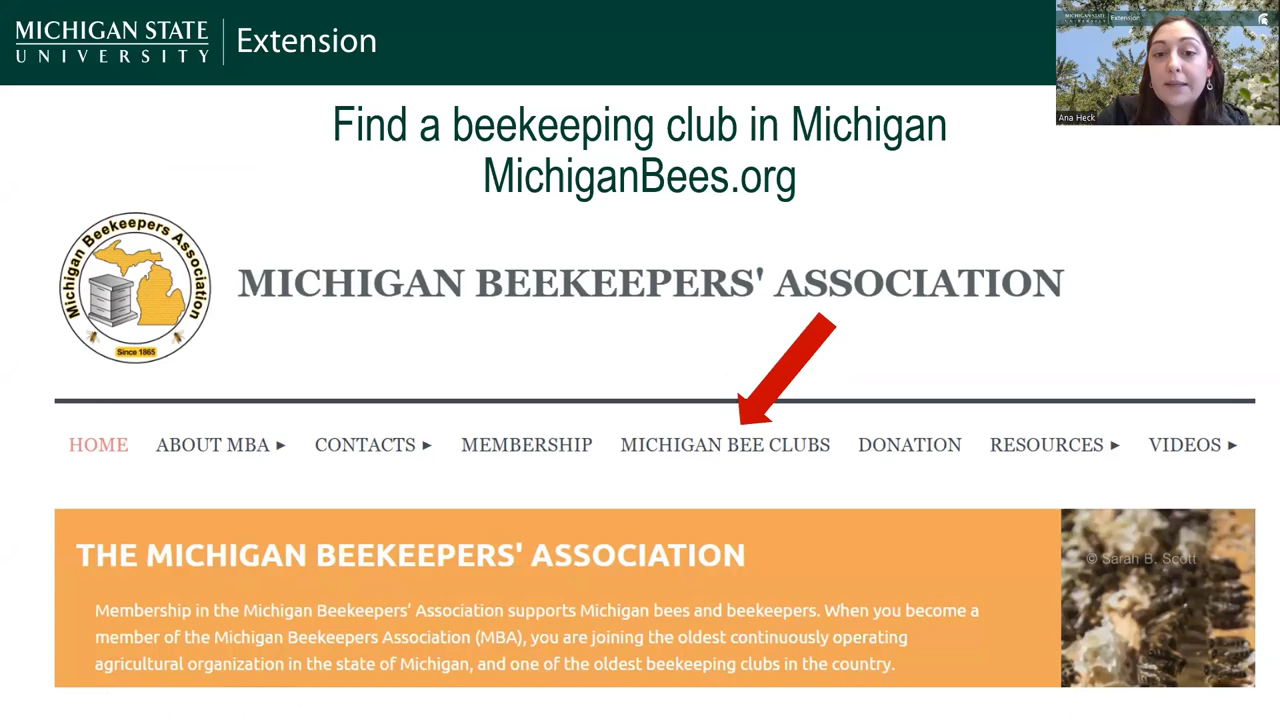 MICHIGAN STATE
UNIVERSITY
Extension
MICHIGAN STATE
UNIVERSITY
Extension
Ana Heck
Find a beekeeping club in Michigan
MichiganBees.org
Michigan Beekeepers Association
Since 1865
MICHIGAN BEEKEEPERS' ASSOCIATION
HOME ABOUT MBA ► CONTACTS ► MEMBERSHIP MICHIGAN BEE CLUBS DONATION RESOURCES ► VIDEOS ►
THE MICHIGAN BEEKEEPERS' ASSOCIATION
© Sarah B. Scott
Membership in the Michigan Beekeepers' Association supports Michigan bees and beekeepers. When you become a
member of the Michigan Beekeepers Association (MBA), you are joining the oldest continuously operating
agricultural organization in the state of Michigan, and one of the oldest beekeeping clubs in the country.